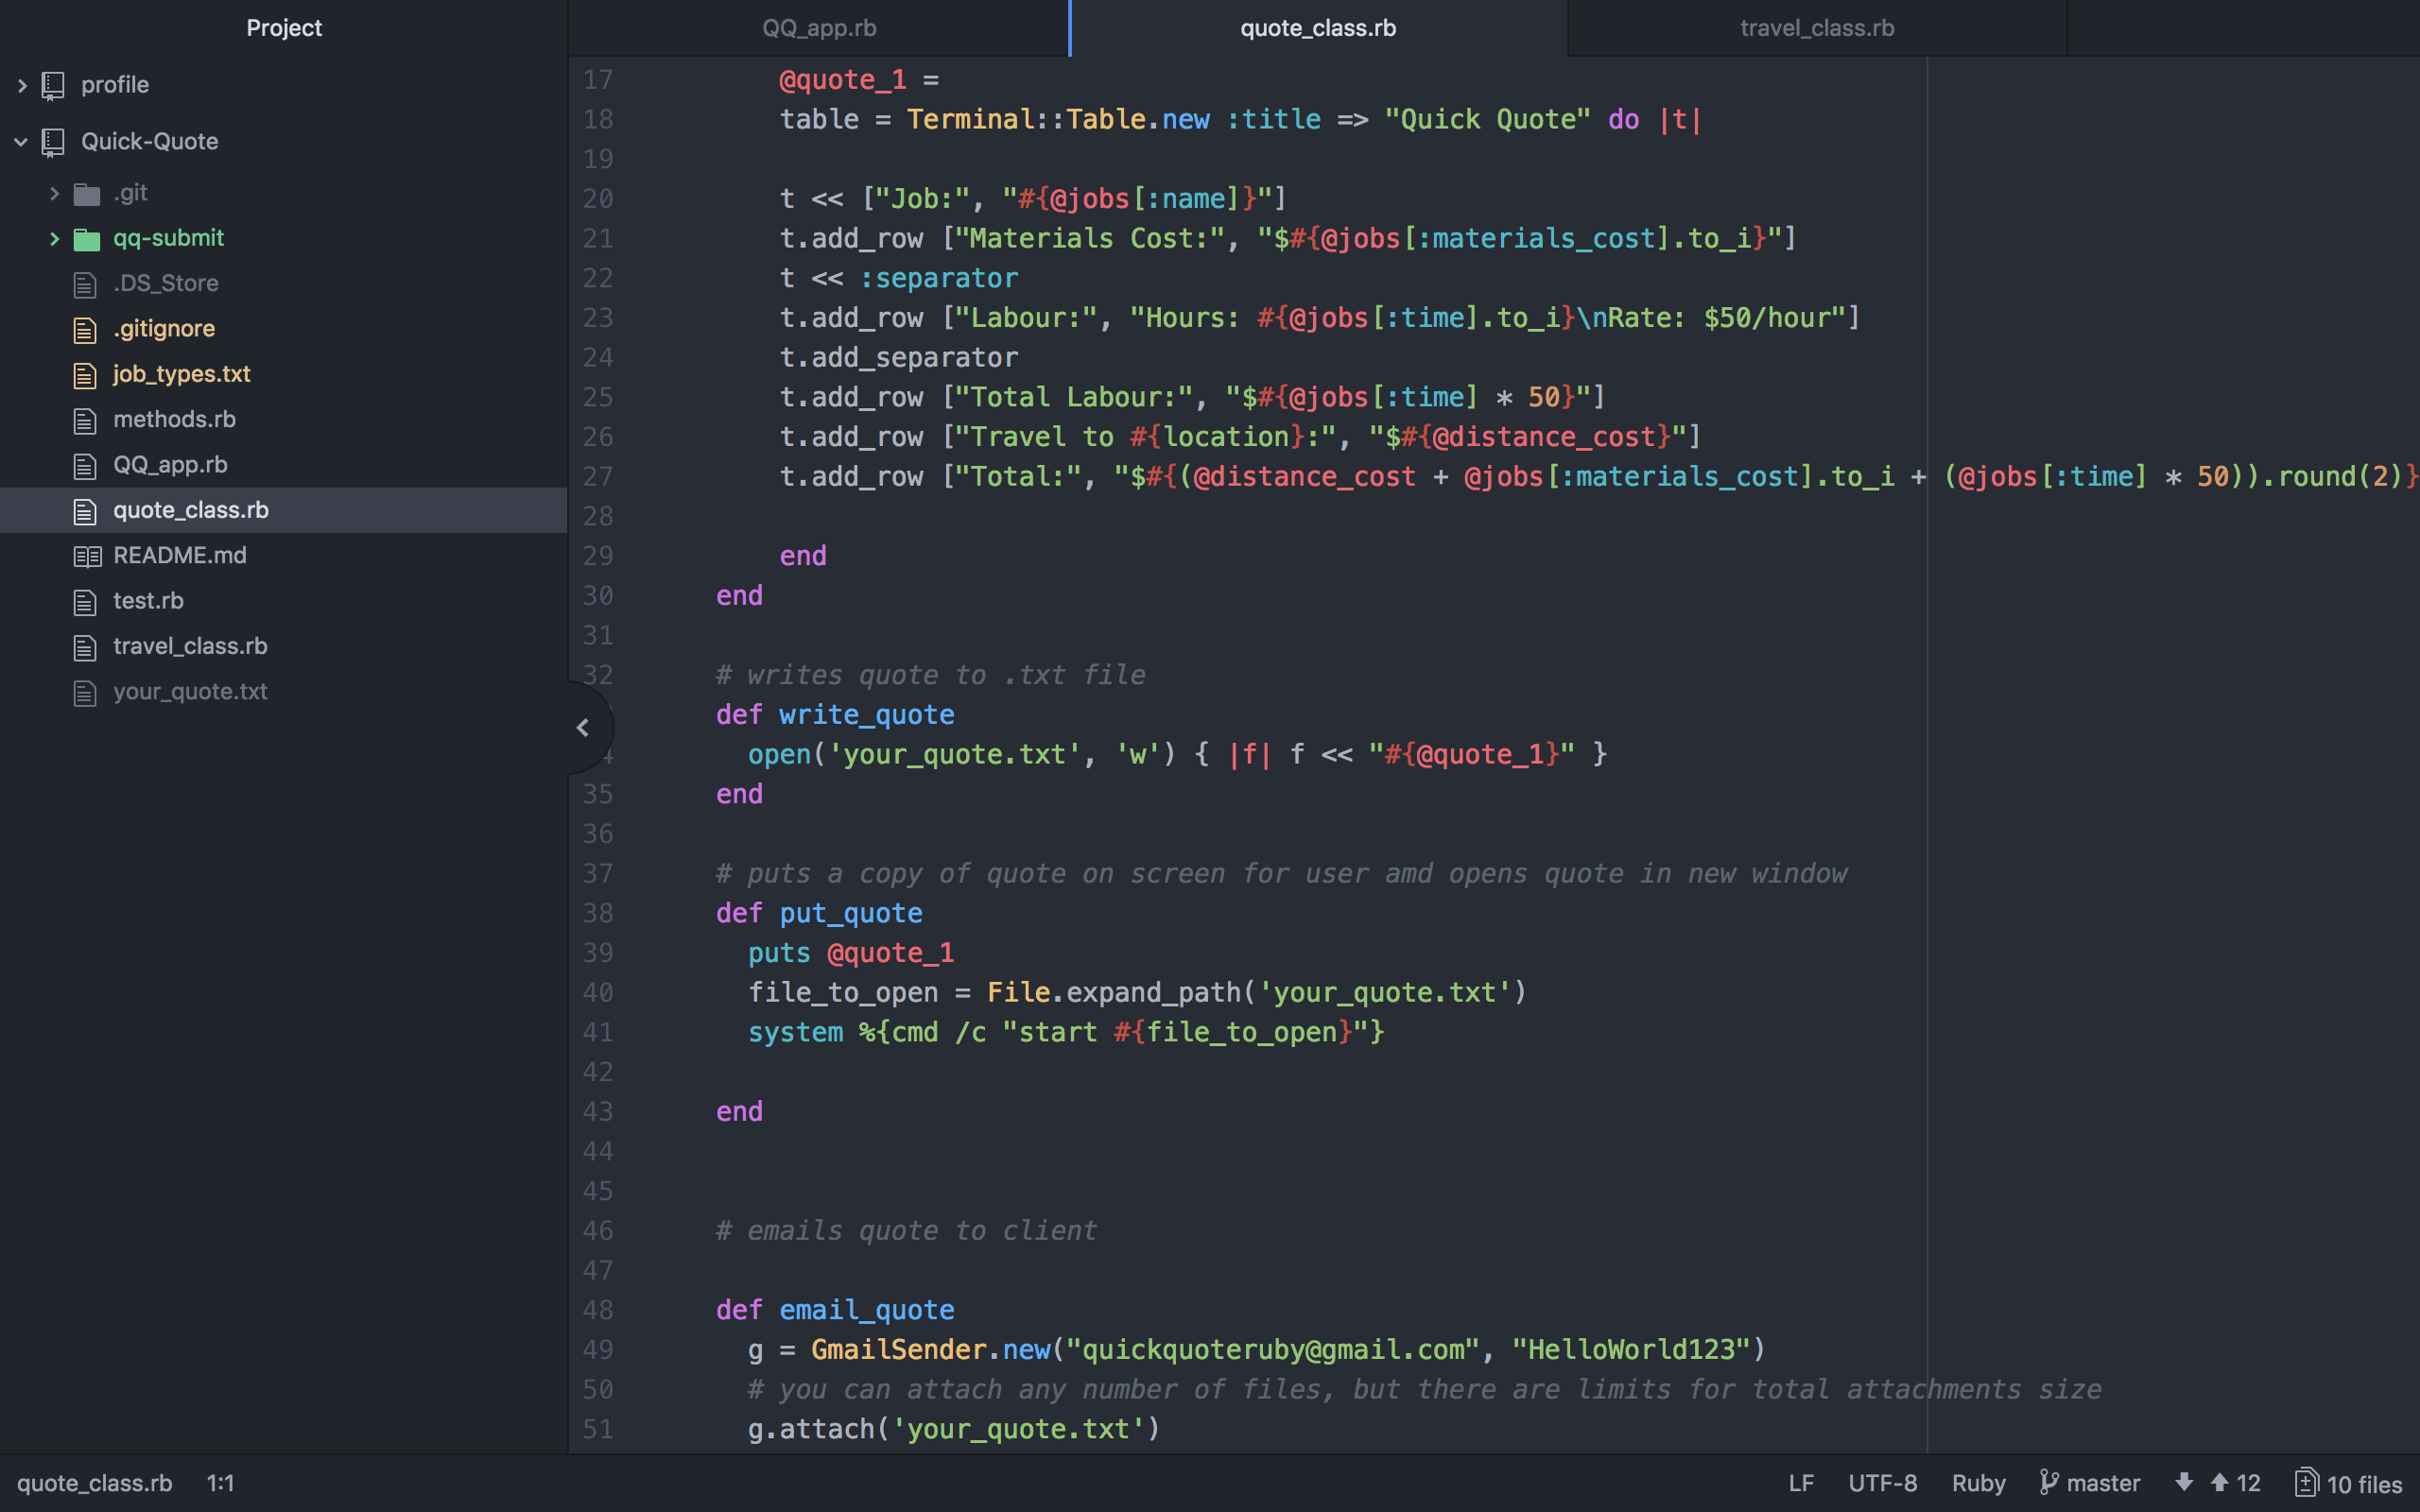 Project
profile
Quick-Quote
.git
qq-submit
.DS_Store
.gitignore
job_types.txt
methods.rb
QQ_app.rb
quote_class.rb
README.md
test.rb
travel_class.rb
your_quote.txt
QQ_app.rb quote_class.rb travel_class.rb
17 @quote_1 =
18 table = Terminal::Table.new :title => "Quick Quote" do |t|
19
20 t << ["Job:", "#{@jobs[:name]}"]
21 t.add_row ["Materials Cost:", "$#{@jobs[:materials_cost].to_i}"]
22 t << :separator
23 t.add_row ["Labour:", "Hours: #{@jobs[:time].to_i}\nRate: $50/hour"]
24 t.add_separator
25 t.add_row ["Total Labour:", "$#{@jobs[:time] * 50}"]
26 t.add_row ["Travel to #{location}:", "$#{@distance_cost}"]
27 t.add_row ["Total:", "$#{(@distance_cost + @jobs[:materials_cost].to_i + (@jobs[:time] * 50)).round(2)}
28
29 end
30 end
31
32 # writes quote to .txt file
def write_quote
4 open('your_quote.txt', 'w') { |f| f << "#{@quote_1}" }
35 end
36
37 # puts a copy of quote on screen for user amd opens quote in new window
38 def put_quote
39 puts @quote_1
40 file_to_open = File.expand_path('your_quote.txt')
41 system %{cmd /c "start #{file_to_open}"}
42
43 end
44
45
46 # emails quote to client
47
48 def email_quote
49 g = GmailSender.new("quickquoteruby@gmail.com", "HelloWorld123")
50 # you can attach any number of files, but there are limits for total attachments size
51 g.attach('your_quote.txt')
quote_class.rb 1:1 LF UTF-8 Ruby master 12 10 files